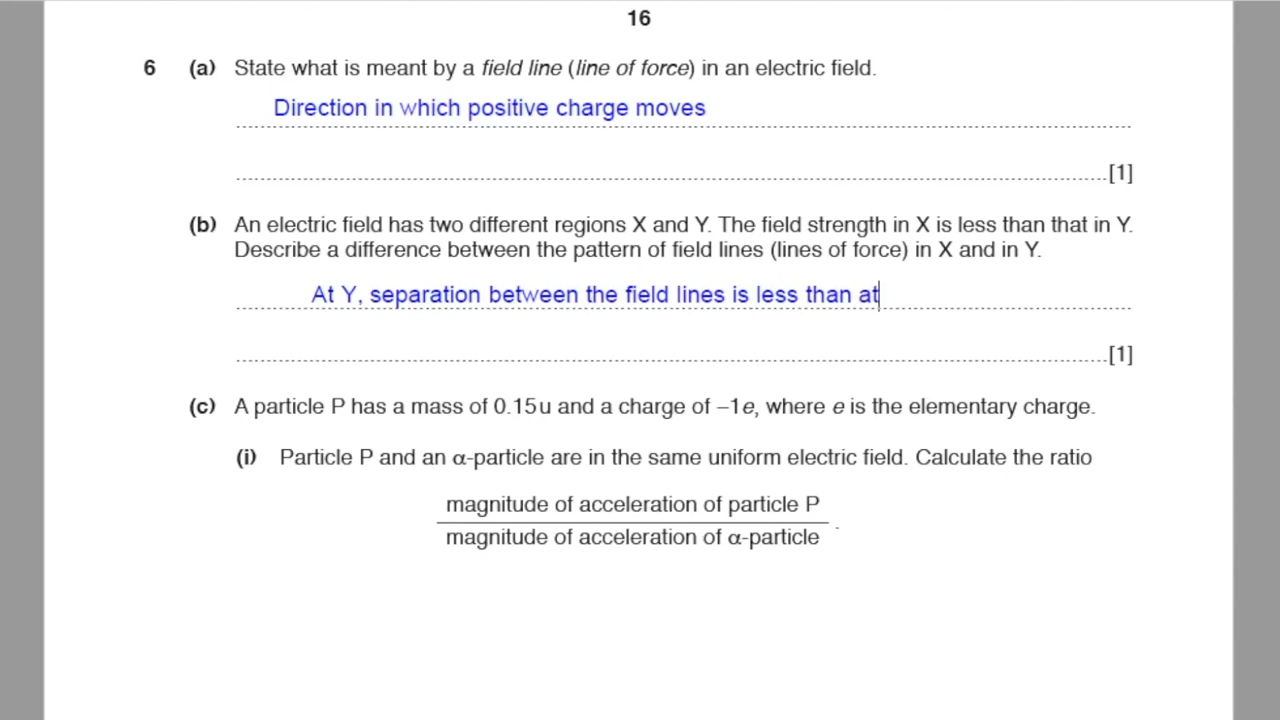 16
6 (a) State what is meant by a field line (line of force) in an electric field.
Direction in which positive charge moves
[1]
(b) An electric field has two different regions X and Y. The field strength in X is less than that in Y.
Describe a difference between the pattern of field lines (lines of force) in X and in Y.
At Y, separation between the field lines is less than at
[1]
(c) A particle P has a mass of 0.15u and a charge of –1e, where e is the elementary charge.
(i) Particle P and an α-particle are in the same uniform electric field. Calculate the ratio
magnitude of acceleration of particle P
magnitude of acceleration of α-particle .